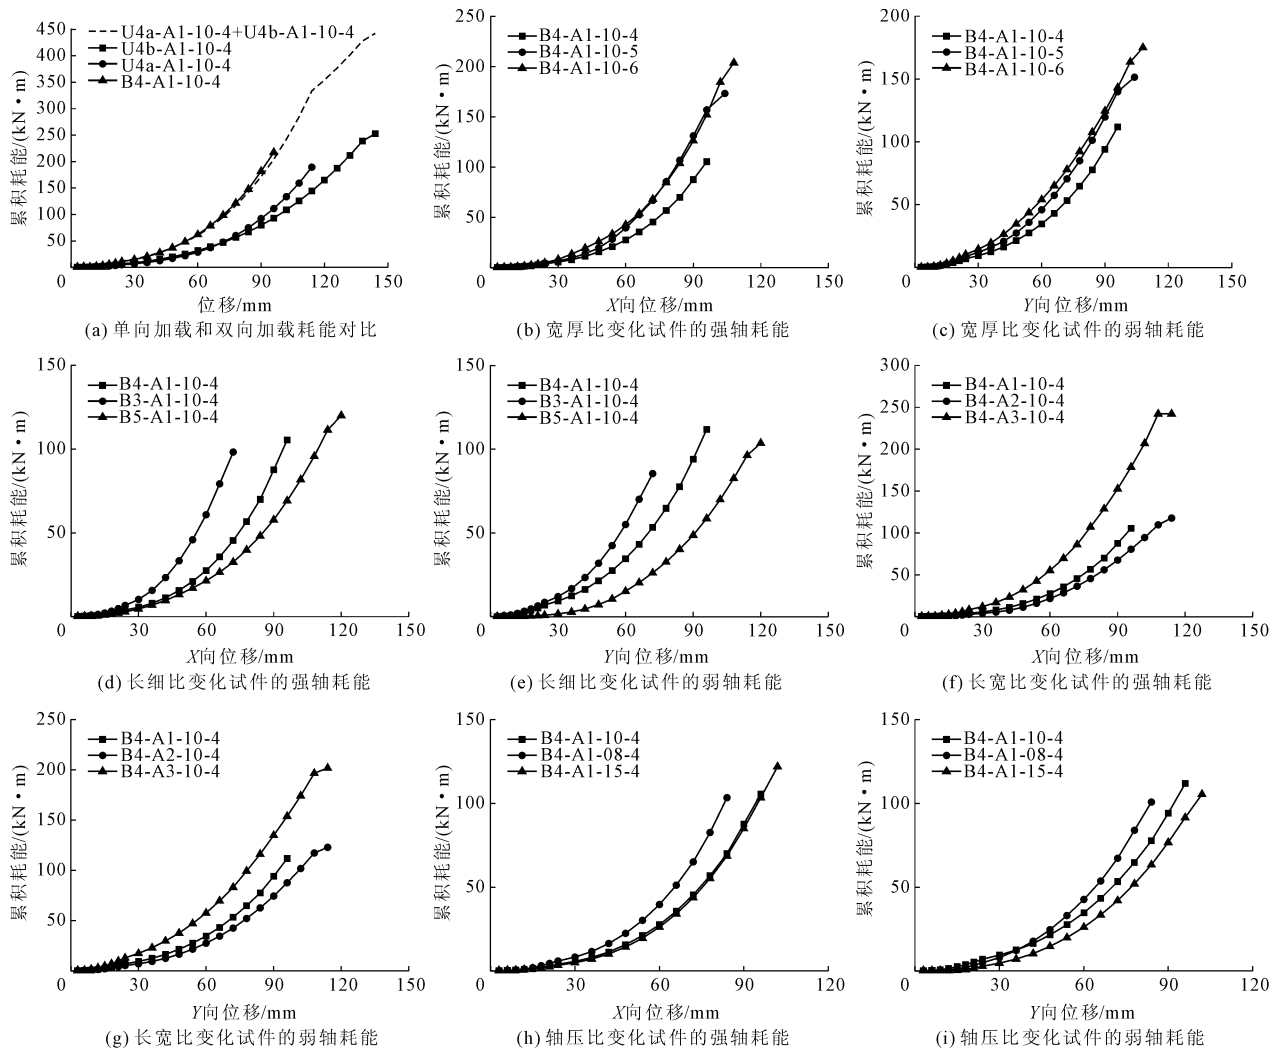 累积耗能/(kN·m)
450
400
350
300
250
200
150
100
50
U4a-A1-10-4+U4b-A1-10-4
U4b-A1-10-4
U4a-A1-10-4
B4-A1-10-4
0 30 60 90 120 150
位移/mm
(a) 单向加载和双向加载耗能对比
累积耗能/(kN·m)
250
200
150
100
50
B4-A1-10-4
B4-A1-10-5
B4-A1-10-6
0 30 60 90 120 150
X向位移/mm
(b) 宽厚比变化试件的强轴耗能
累积耗能/(kN·m)
200
150
100
50
B4-A1-10-4
B4-A1-10-5
B4-A1-10-6
0 30 60 90 120 150
Y向位移/mm
(c) 宽厚比变化试件的弱轴耗能
累积耗能/(kN·m)
150
100
50
B4-A1-10-4
B3-A1-10-4
B5-A1-10-4
0 30 60 90 120 150
X向位移/mm
(d) 长细比变化试件的强轴耗能
累积耗能/(kN·m)
150
100
50
B4-A1-10-4
B3-A1-10-4
B5-A1-10-4
0 30 60 90 120 150
Y向位移/mm
(e) 长细比变化试件的弱轴耗能
累积耗能/(kN·m)
300
250
200
150
100
50
B4-A1-10-4
B4-A2-10-4
B4-A3-10-4
0 30 60 90 120 150
X向位移/mm
(f) 长宽比变化试件的强轴耗能
累积耗能/(kN·m)
250
200
150
100
50
B4-A1-10-4
B4-A2-10-4
B4-A3-10-4
0 30 60 90 120 150
Y向位移/mm
(g) 长宽比变化试件的弱轴耗能
累积耗能/(kN·m)
150
100
50
B4-A1-10-4
B4-A1-08-4
B4-A1-15-4
0 30 60 90 120
X向位移/mm
(h) 轴压比变化试件的强轴耗能
累积耗能/(kN·m)
150
100
50
B4-A1-10-4
B4-A1-08-4
B4-A1-15-4
0 30 60 90 120
Y向位移/mm
(i) 轴压比变化试件的弱轴耗能